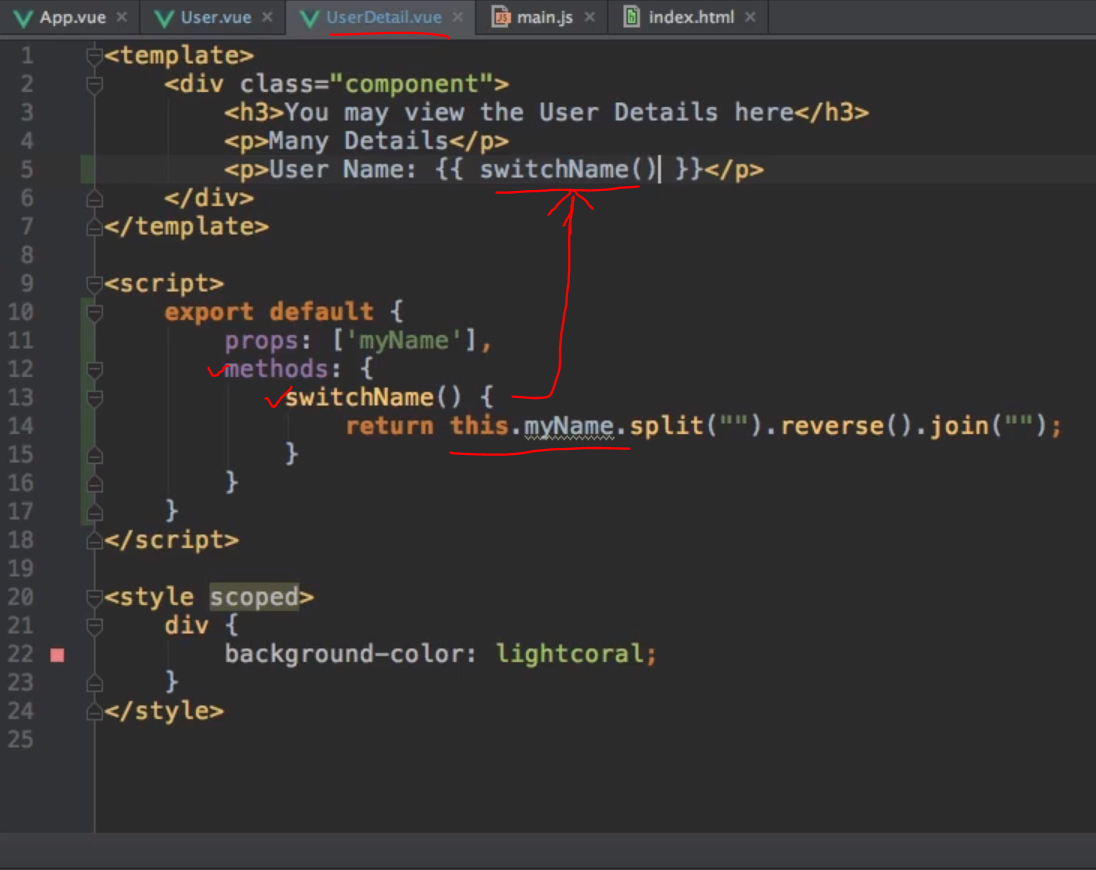 App.vue × User.vue × UserDetail.vue × main.js × index.html ×
1 <template>
2     <div class="component">
3         <h3>You may view the User Details here</h3>
4         <p>Many Details</p>
5         <p>User Name: {{ switchName() }}</p>
6     </div>
7 </template>
8
9 <script>
10     export default {
11         props: ['myName'],
12         methods: {
13             switchName() {
14                 return this.myName.split("").reverse().join("");
15             }
16         }
17     }
18 </script>
19
20 <style scoped>
21     div {
22         background-color: lightcoral;
23     }
24 </style>
25